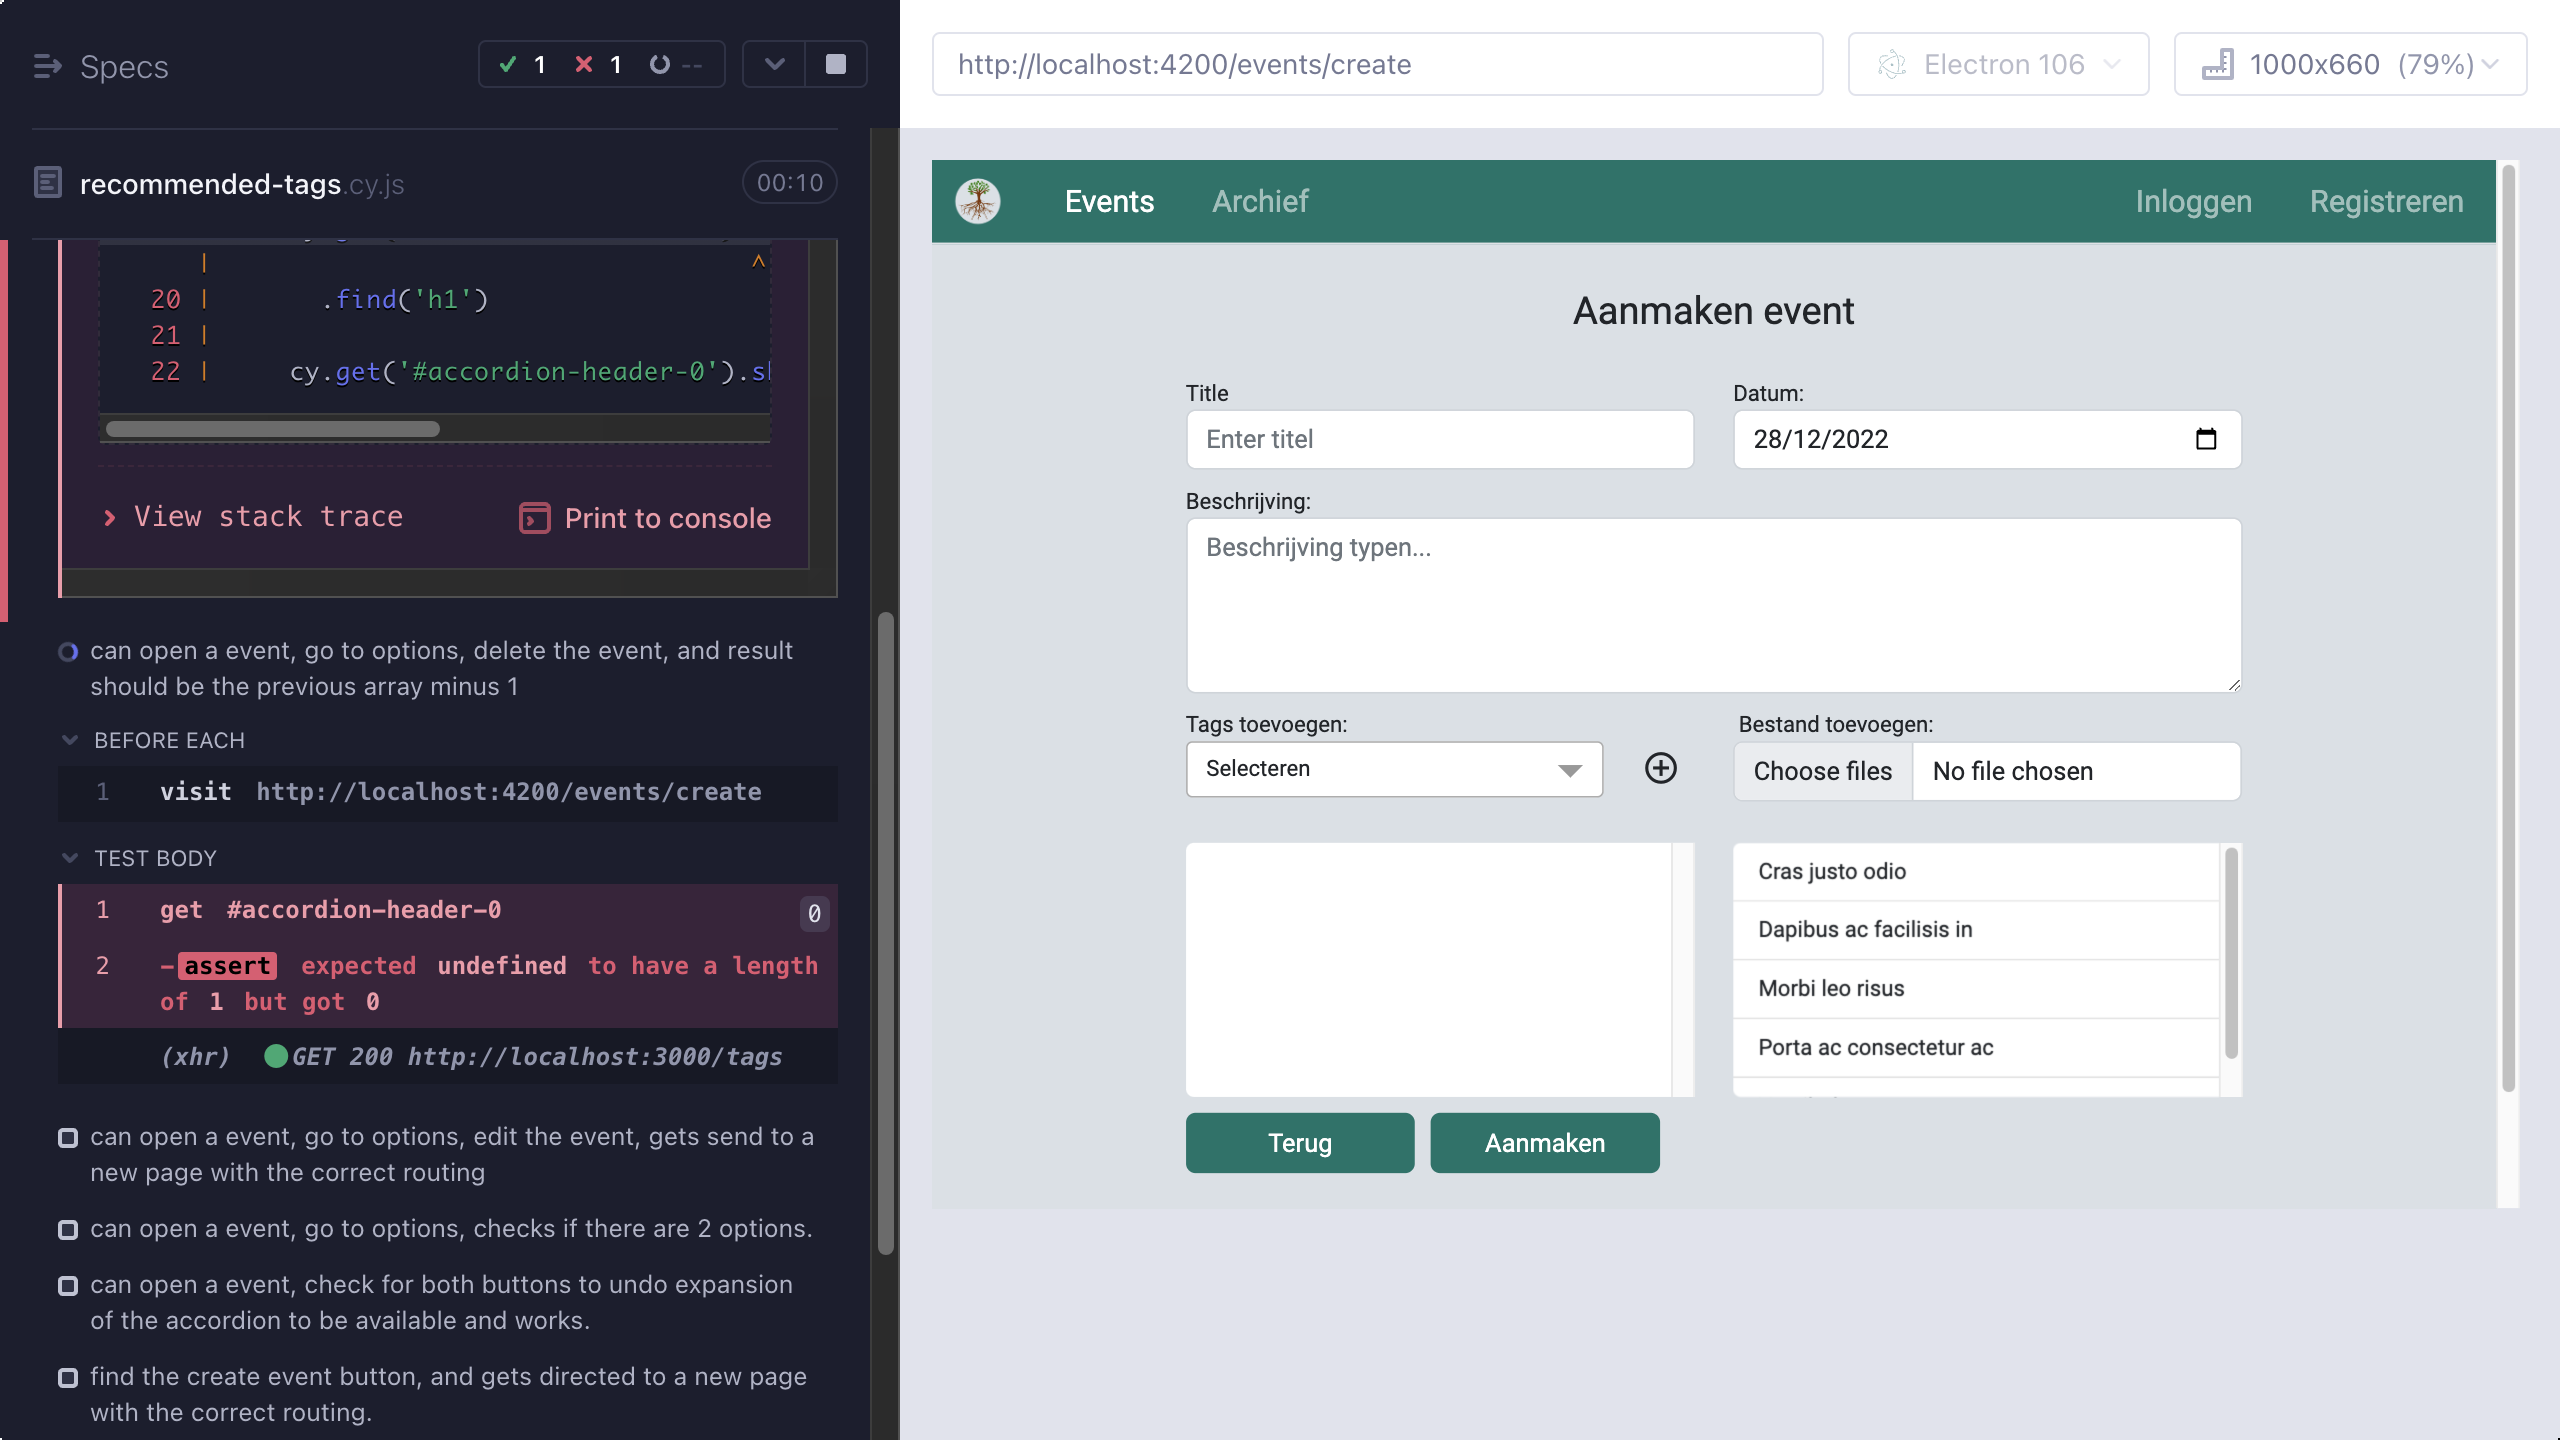 Specs
1
1
--
recommended-tags.cy.js
00:10
|
^
20 | .find('h1')
21 |
22 | cy.get('#accordion-header-0').sh
View stack trace
Print to console
can open a event, go to options, delete the event, and result
should be the previous array minus 1
BEFORE EACH
1 visit http://localhost:4200/events/create
TEST BODY
1 get #accordion-header-0
0
2 -assert expected undefined to have a length
of 1 but got 0
(xhr) GET 200 http://localhost:3000/tags
can open a event, go to options, edit the event, gets send to a
new page with the correct routing
can open a event, go to options, checks if there are 2 options.
can open a event, check for both buttons to undo expansion
of the accordion to be available and works.
find the create event button, and gets directed to a new page
with the correct routing.
http://localhost:4200/events/create
Electron 106
1000x660 (79%)
Events
Archief
Inloggen
Registreren
Aanmaken event
Title
Enter titel
Datum:
28/12/2022
Beschrijving:
Beschrijving typen...
Tags toevoegen:
Selecteren
Bestand toevoegen:
Choose files
No file chosen
Cras justo odio
Dapibus ac facilisis in
Morbi leo risus
Porta ac consectetur ac
Terug
Aanmaken